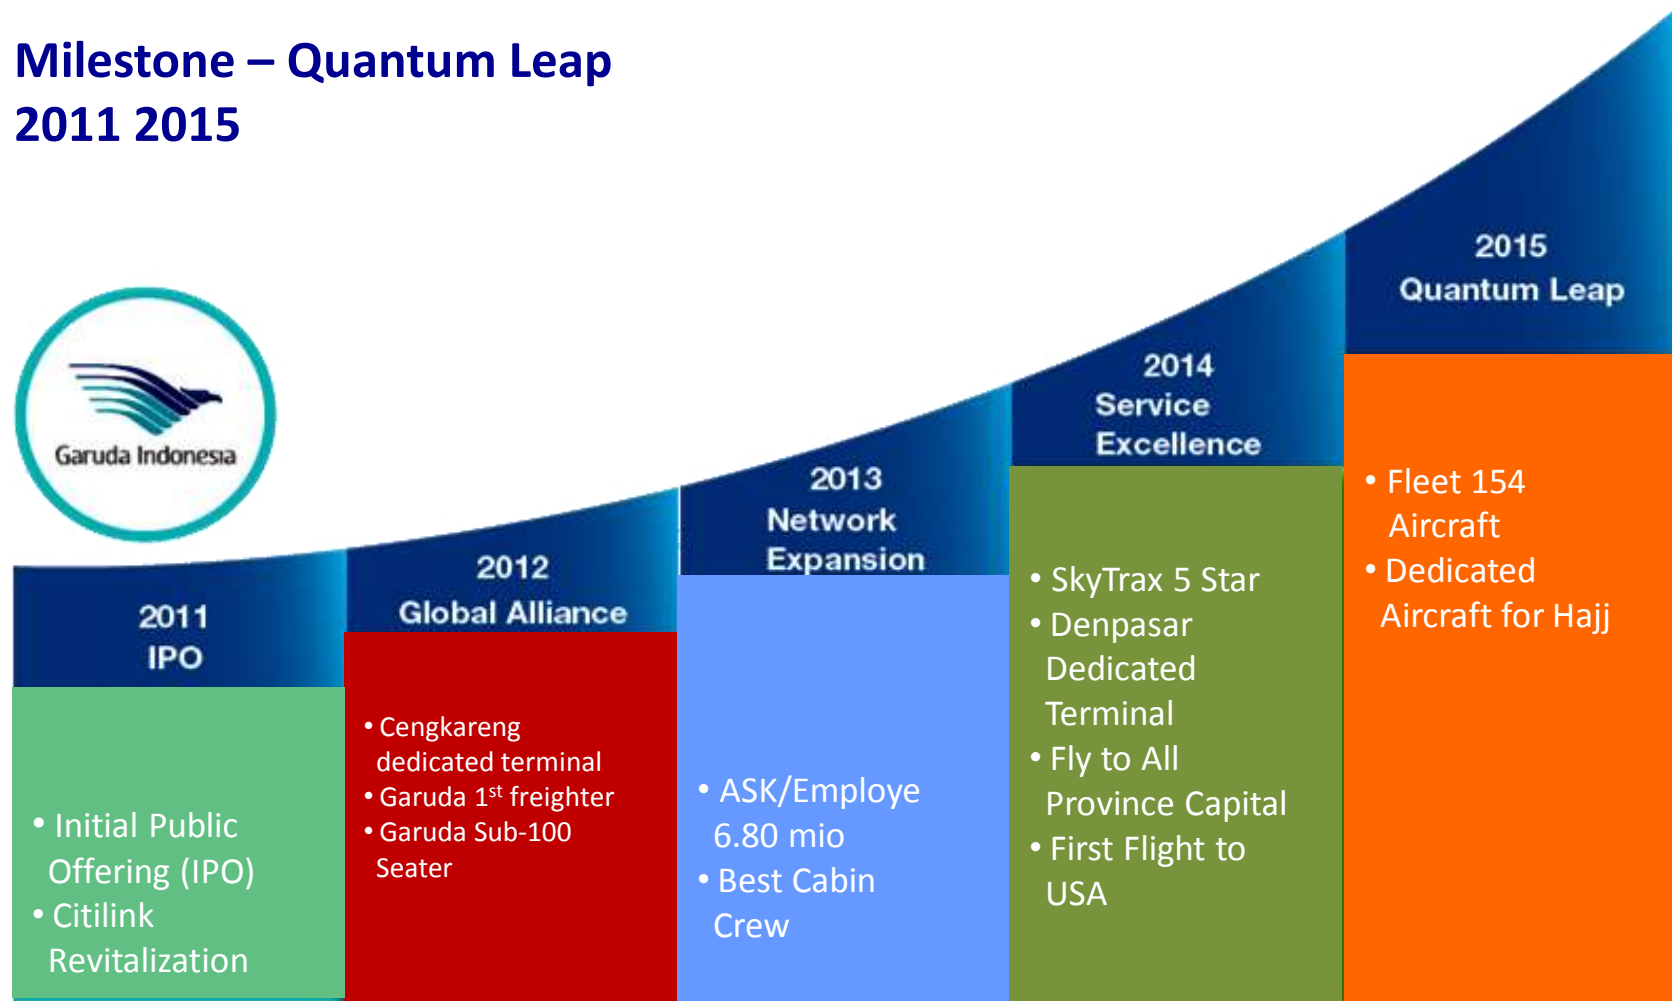 Milestone – Quantum Leap
2011 2015
Garuda Indonesia
2011
IPO
• Initial Public
Offering (IPO)
• Citilink
Revitalization
2012
Global Alliance
• Cengkareng
dedicated terminal
• Garuda 1st freighter
• Garuda Sub-100
Seater
2013
Network
Expansion
• ASK/Employe
6.80 mio
• Best Cabin
Crew
2014
Service
Excellence
• SkyTrax 5 Star
• Denpasar
Dedicated
Terminal
• Fly to All
Province Capital
• First Flight to
USA
2015
Quantum Leap
• Fleet 154
Aircraft
• Dedicated
Aircraft for Hajj